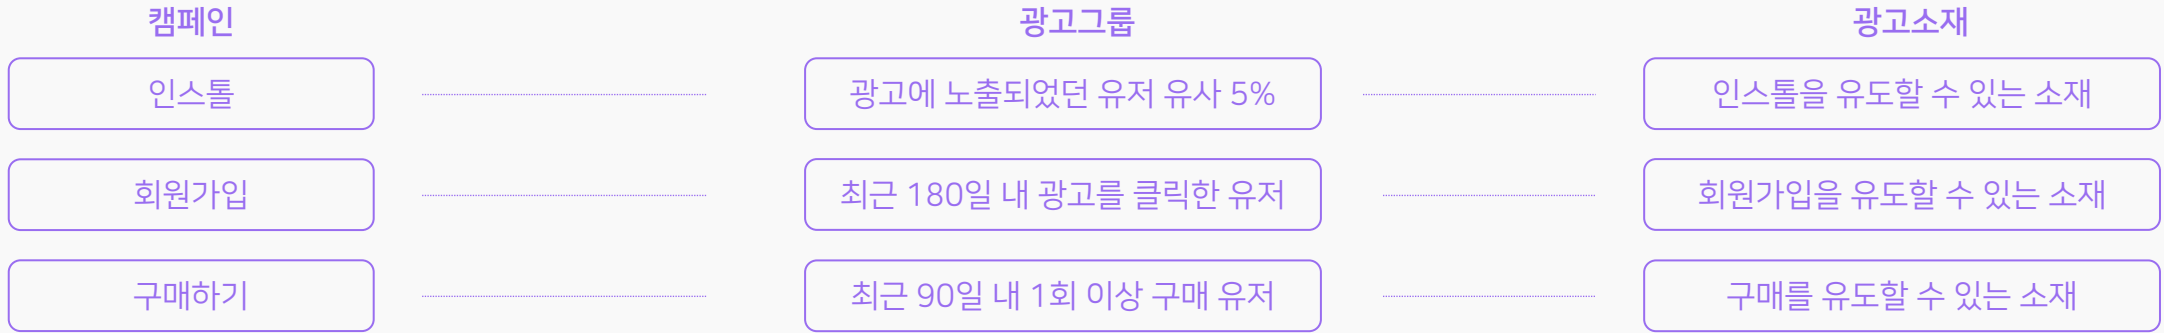 캠페인 광고그룹 광고소재
인스톨 광고에 노출되었던 유저 유사 5% 인스톨을 유도할 수 있는 소재
회원가입 최근 180일 내 광고를 클릭한 유저 회원가입을 유도할 수 있는 소재
구매하기 최근 90일 내 1회 이상 구매 유저 구매를 유도할 수 있는 소재